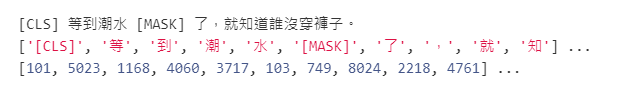 [CLS] 等到潮水 [MASK] 了，就知道誰沒穿褲子。
['[CLS]', '等', '到', '潮', '水', '[MASK]', '了', '，', '就', '知'] ...
[101, 5023, 1168, 4060, 3717, 103, 749, 8024, 2218, 4761] ...